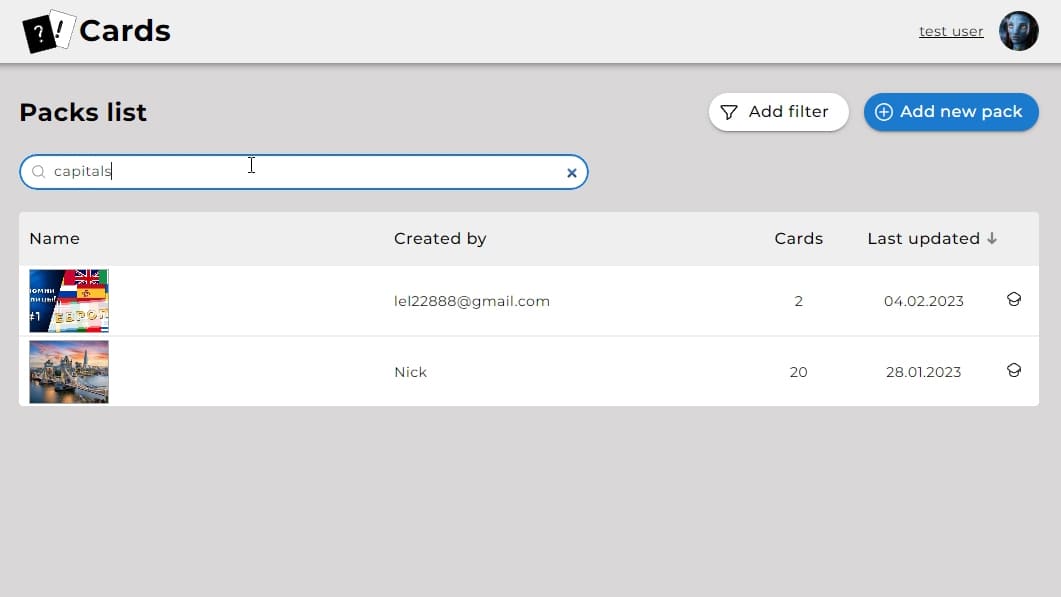 ?! Cards
test user
Packs list
Add filter
Add new pack
capitals
Name Created by Cards Last updated
#1
ЕВРОП
lel22888@gmail.com 2 04.02.2023
Nick 20 28.01.2023